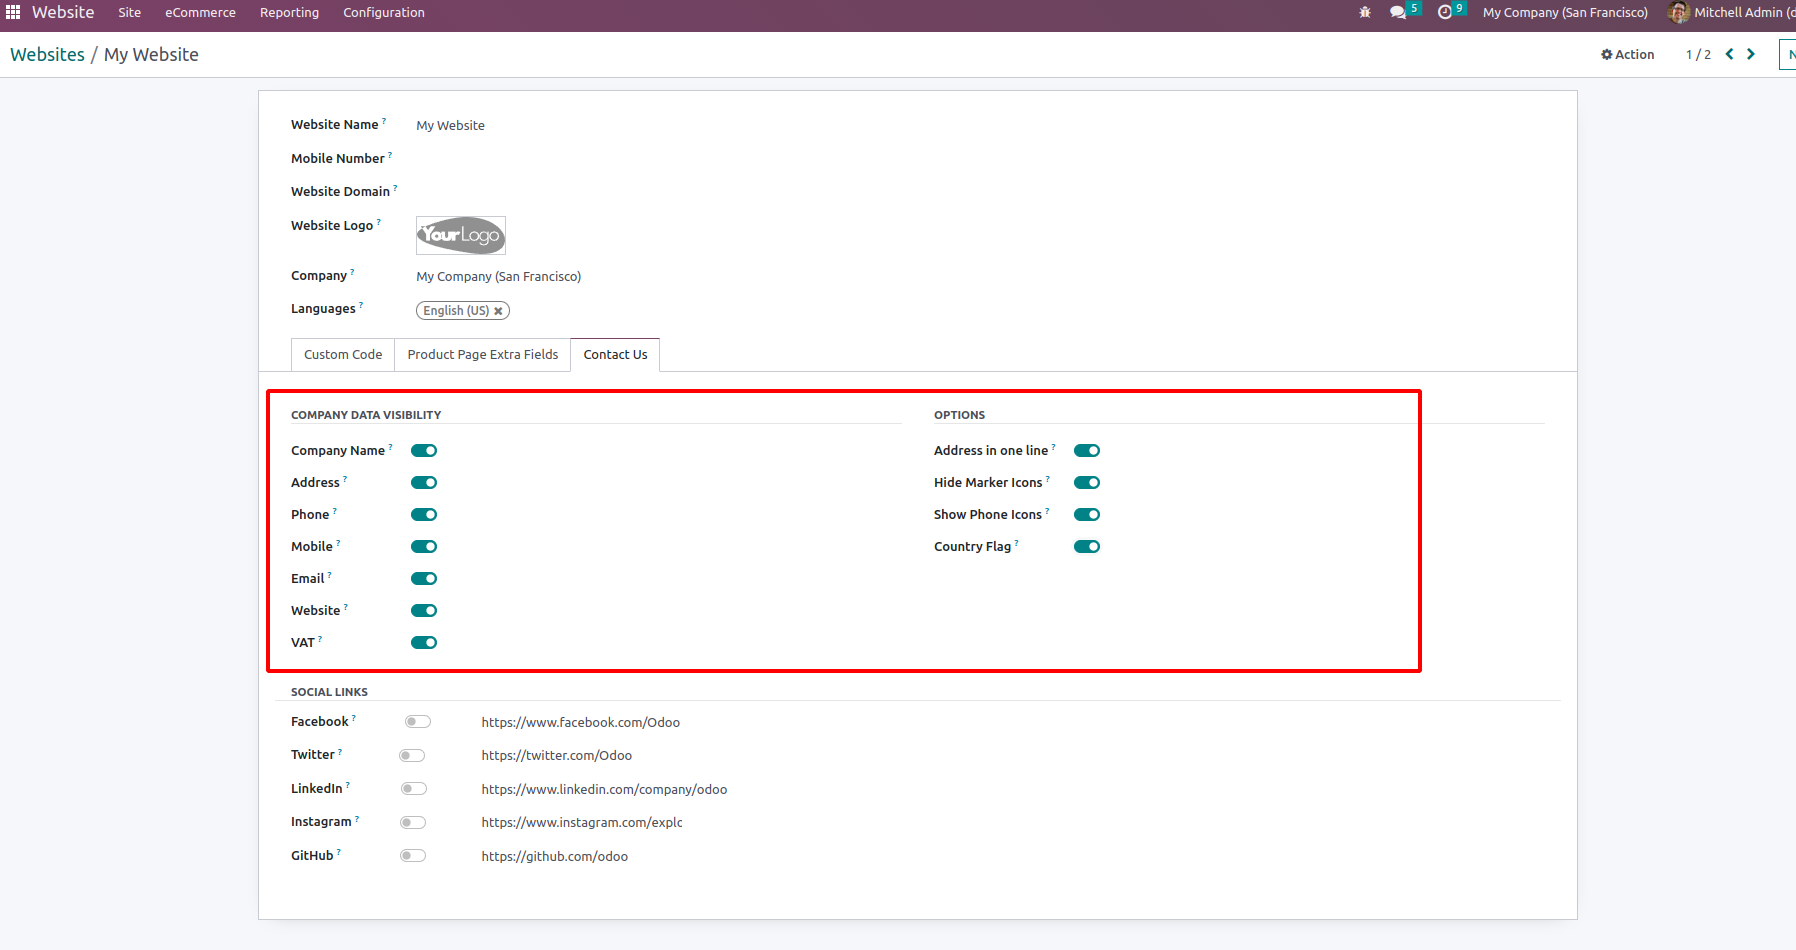 Website Site eCommerce Reporting Configuration 5 9 My Company (San Francisco) Mitchell Admin (
Websites / My Website Action 1 / 2
Website Name ? My Website
Mobile Number ?
Website Domain ?
Website Logo ? YourLogo
Company ? My Company (San Francisco)
Languages ? English (US)
Custom Code Product Page Extra Fields Contact Us
COMPANY DATA VISIBILITY OPTIONS
Company Name ? Address in one line ?
Address ? Hide Marker Icons ?
Phone ? Show Phone Icons ?
Mobile ? Country Flag ?
Email ?
Website ?
VAT ?
SOCIAL LINKS
Facebook ? https://www.facebook.com/Odoo
Twitter ? https://twitter.com/Odoo
LinkedIn ? https://www.linkedin.com/company/odoo
Instagram ? https://www.instagram.com/explc
GitHub ? https://github.com/odoo